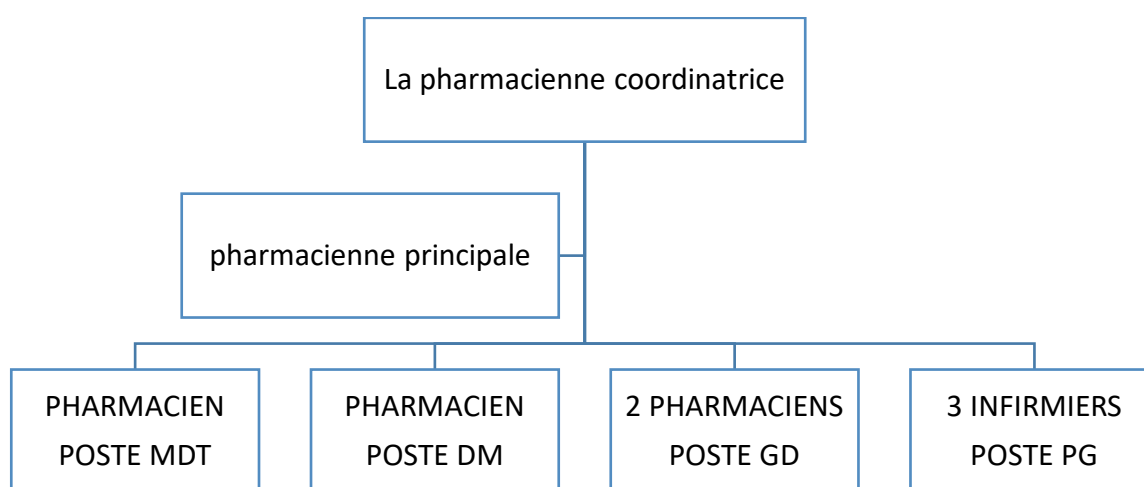 La pharmacienne coordinatrice
pharmacienne principale
PHARMACIEN
POSTE MDT
PHARMACIEN
POSTE DM
2 PHARMACIENS
POSTE GD
3 INFIRMIERS
POSTE PG